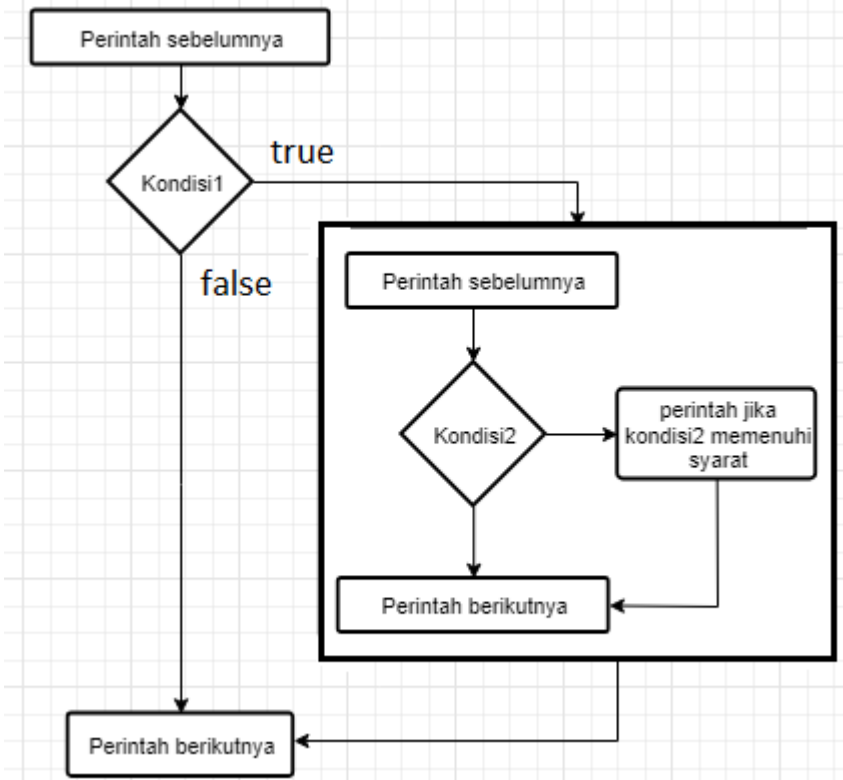 Perintah sebelumnya
Kondisi1
true
false
Perintah sebelumnya
Kondisi2
perintah jika
kondisi2 memenuhi
syarat
Perintah berikutnya
Perintah berikutnya